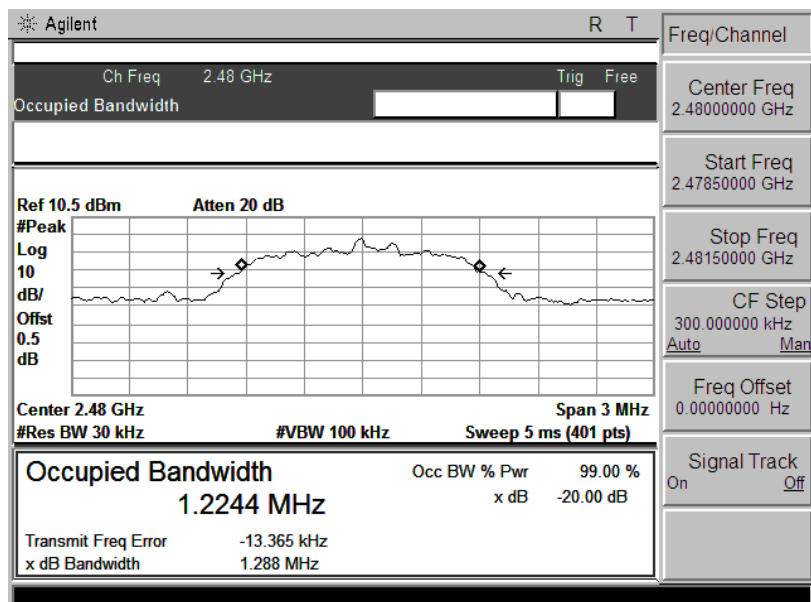 Agilent R T
Freq/Channel
Ch Freq 2.48 GHz Trig Free
Occupied Bandwidth
Center Freq
2.48000000 GHz
Start Freq
2.47850000 GHz
Stop Freq
2.48150000 GHz
CF Step
300.000000 kHz
Auto Man
Freq Offset
0.00000000 Hz
Signal Track
On Off
Ref 10.5 dBm Atten 20 dB
#Peak
Log
10
dB/
Offst
0.5
dB
Center 2.48 GHz Span 3 MHz
#Res BW 30 kHz #VBW 100 kHz Sweep 5 ms (401 pts)
Occupied Bandwidth Occ BW % Pwr 99.00 %
1.2244 MHz x dB -20.00 dB
Transmit Freq Error -13.365 kHz
x dB Bandwidth 1.288 MHz